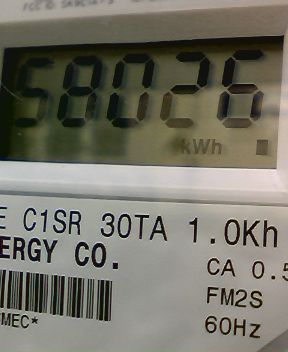 58026
kWh
E C1SR 30TA 1.0Kh
ERGY CO.
CA 0.5
FM2S
MEC*
60Hz